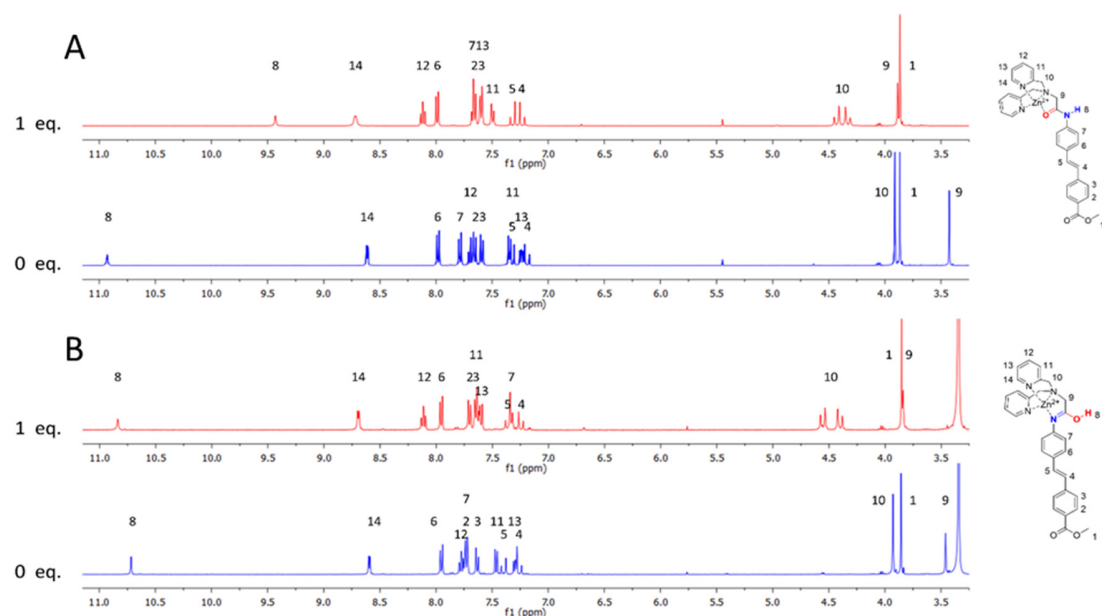 A
8 14 12 6 713 23 11 5 4 10 9 1
1 eq.
11.0 10.5 10.0 9.5 9.0 8.5 8.0 7.5 7.0 6.5 6.0 5.5 5.0 4.5 4.0 3.5
f1 (ppm)
8 14 6 7 12 23 11 5 13 4 10 1 9
0 eq.
11.0 10.5 10.0 9.5 9.0 8.5 8.0 7.5 7.0 6.5 6.0 5.5 5.0 4.5 4.0 3.5
f1 (ppm)
12
13 11
14 10
N N 9
Zn²⁺
N O N H 8
7
6
5 4
3
2
O O 1
B
8 14 12 6 23 11 13 7 5 4 10 1 9
1 eq.
11.0 10.5 10.0 9.5 9.0 8.5 8.0 7.5 7.0 6.5 6.0 5.5 5.0 4.5 4.0 3.5
f1 (ppm)
8 14 6 12 7 2 3 11 5 13 4 10 1 9
0 eq.
11.0 10.5 10.0 9.5 9.0 8.5 8.0 7.5 7.0 6.5 6.0 5.5 5.0 4.5 4.0 3.5
f1 (ppm)
12
13 11
14 10
N N 9
Zn²⁺
N N O H 8
7
6
5 4
3
2
O O 1